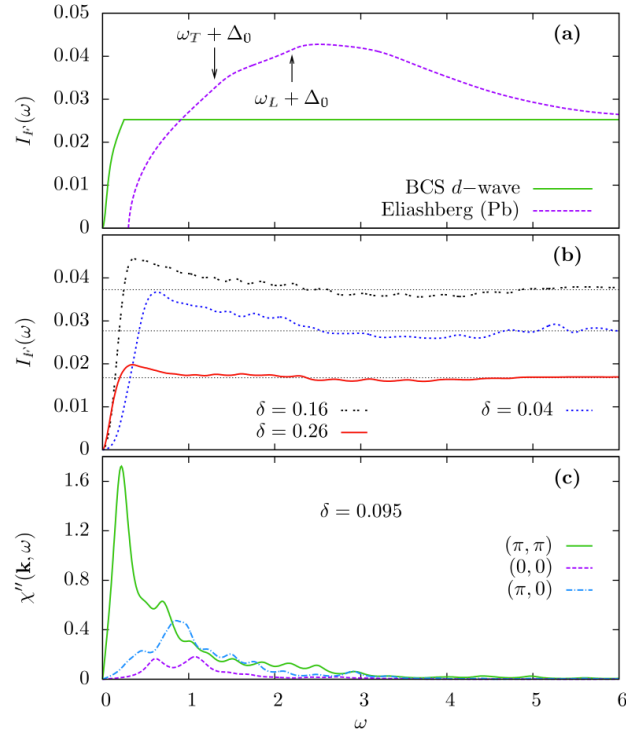 0.05
0.04
0.03
0.02
0.01
0
I_F(ω)
ω_T + Δ_0
ω_L + Δ_0
(a)
BCS d−wave
Eliashberg (Pb)
0.04
0.03
0.02
0.01
0
I_F(ω)
(b)
δ = 0.16
δ = 0.04
δ = 0.26
1.6
1.2
0.8
0.4
0
χ′′(k, ω)
(c)
δ = 0.095
(π, π)
(0, 0)
(π, 0)
0 1 2 3 4 5 6
ω